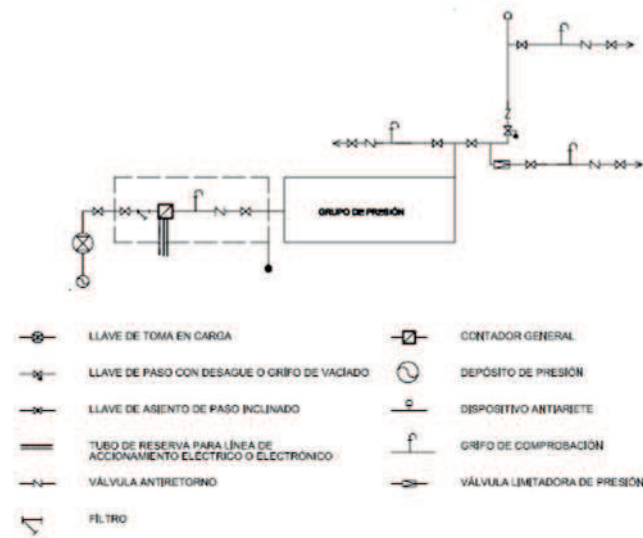 GRUPO DE PRESIÓN
LLAVE DE TOMA EN CARGA
LLAVE DE PASO CON DESAGUE O GRIFO DE VACIADO
LLAVE DE ASIENTO DE PASO INCLINADO
TUBO DE RESERVA PARA LÍNEA DE
ACCIONAMIENTO ELÉCTRICO O ELECTRÓNICO
VÁLVULA ANTIRETORNO
FILTRO
CONTADOR GENERAL
DEPÓSITO DE PRESIÓN
DISPOSITIVO ANTIARIETE
GRIFO DE COMPROBACIÓN
VÁLVULA LIMITADORA DE PRESIÓN